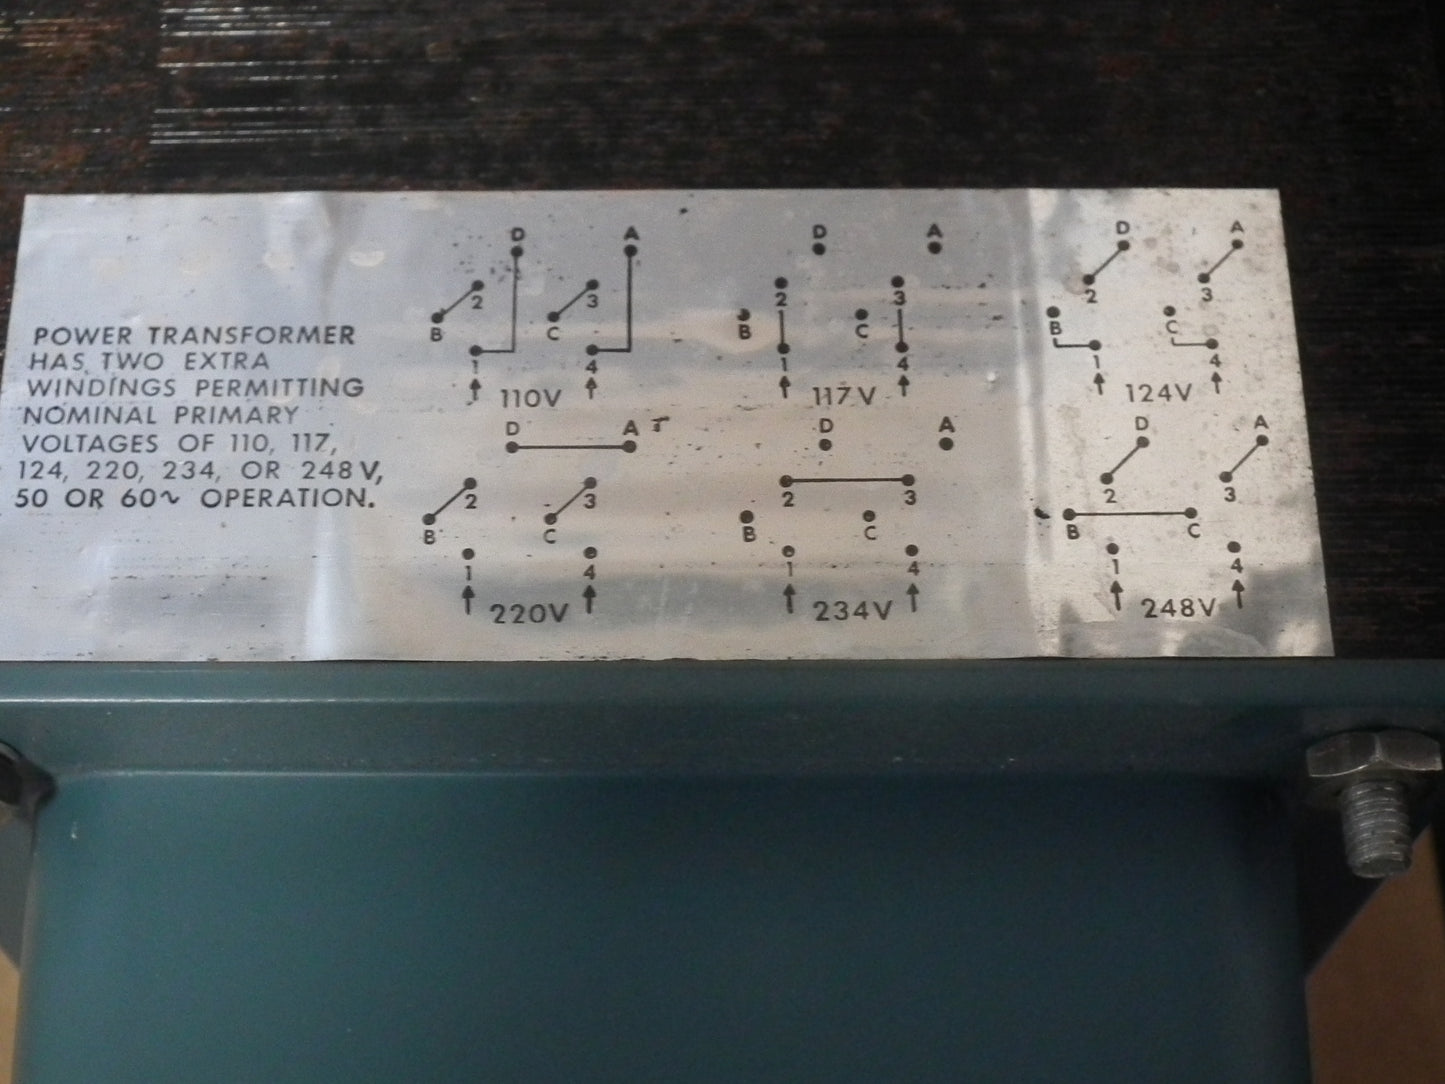 POWER TRANSFORMER
HAS TWO EXTRA
WINDINGS PERMITTING
NOMINAL PRIMARY
VOLTAGES OF 110, 117,
124, 220, 234, OR 248V,
50 OR 60~ OPERATION.
D A
2 3
B C
1 4
110V
D A
2 3
B C
1 4
117V
D A
2 3
B C
1 4
124V
D A
2 3
B C
1 4
220V
D A
2 3
B C
1 4
234V
D A
2 3
B C
1 4
248V